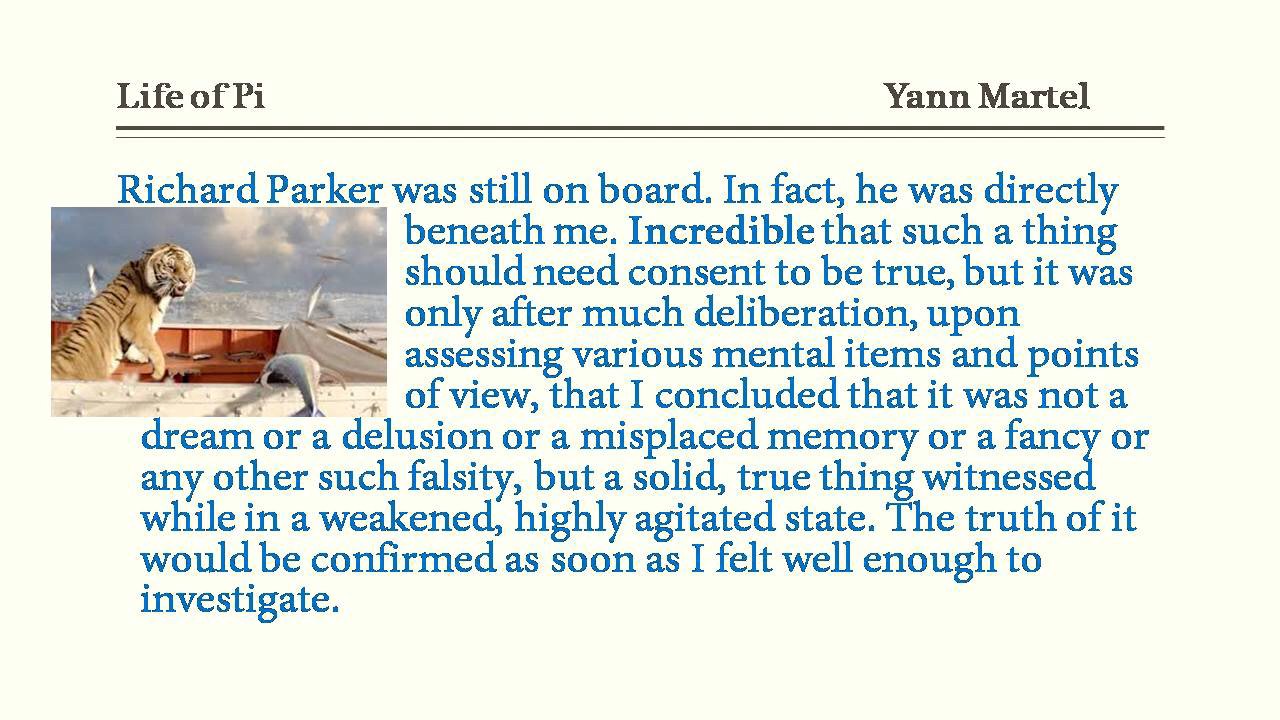 Life of Pi Yann Martel
Richard Parker was still on board. In fact, he was directly
beneath me. Incredible that such a thing
should need consent to be true, but it was
only after much deliberation, upon
assessing various mental items and points
of view, that I concluded that it was not a
dream or a delusion or a misplaced memory or a fancy or
any other such falsity, but a solid, true thing witnessed
while in a weakened, highly agitated state. The truth of it
would be confirmed as soon as I felt well enough to
investigate.